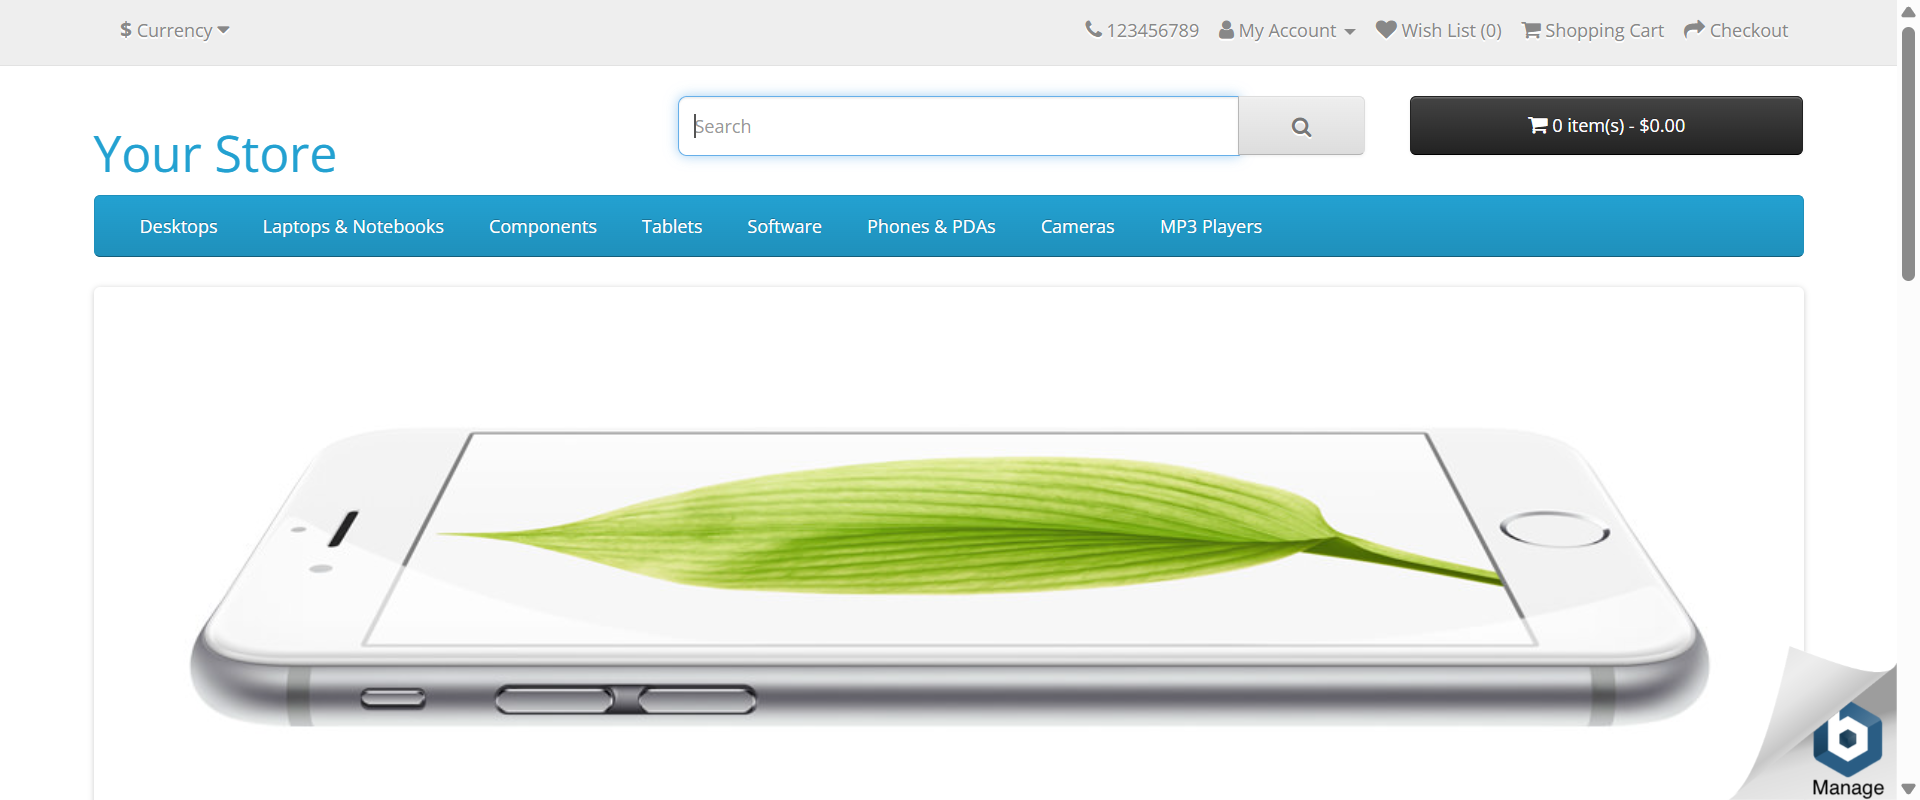 $ Currency
123456789 My Account Wish List (0) Shopping Cart Checkout
Your Store
Search
0 item(s) - $0.00
Desktops Laptops & Notebooks Components Tablets Software Phones & PDAs Cameras MP3 Players
b
Manage